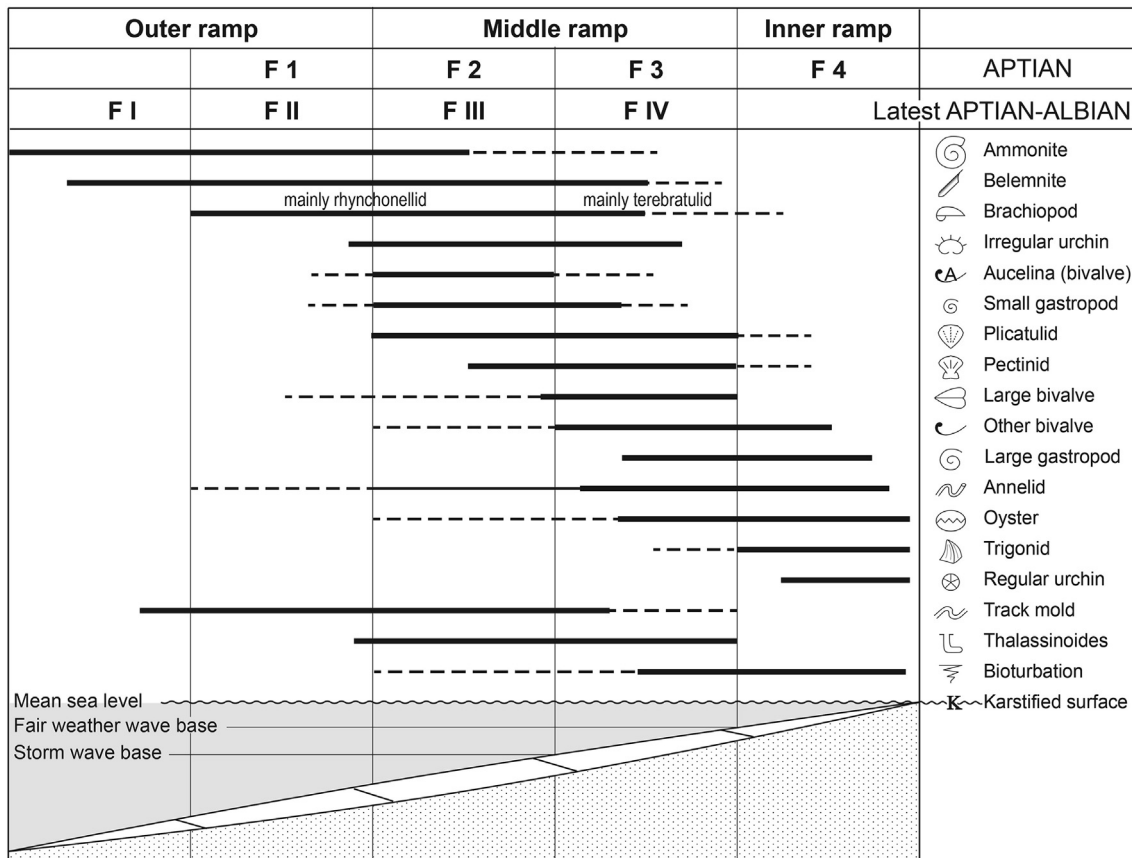 Outer ramp Middle ramp Inner ramp
F 1 F 2 F 3 F 4 APTIAN
F I F II F III F IV Latest APTIAN-ALBIAN
Ammonite
Belemnite
mainly rhynchonellid mainly terebratulid
Brachiopod
Irregular urchin
A Aucelina (bivalve)
Small gastropod
Plicatulid
Pectinid
Large bivalve
Other bivalve
Large gastropod
Annelid
Oyster
Trigonid
Regular urchin
Track mold
Thalassinoides
Bioturbation
Mean sea level K Karstified surface
Fair weather wave base
Storm wave base